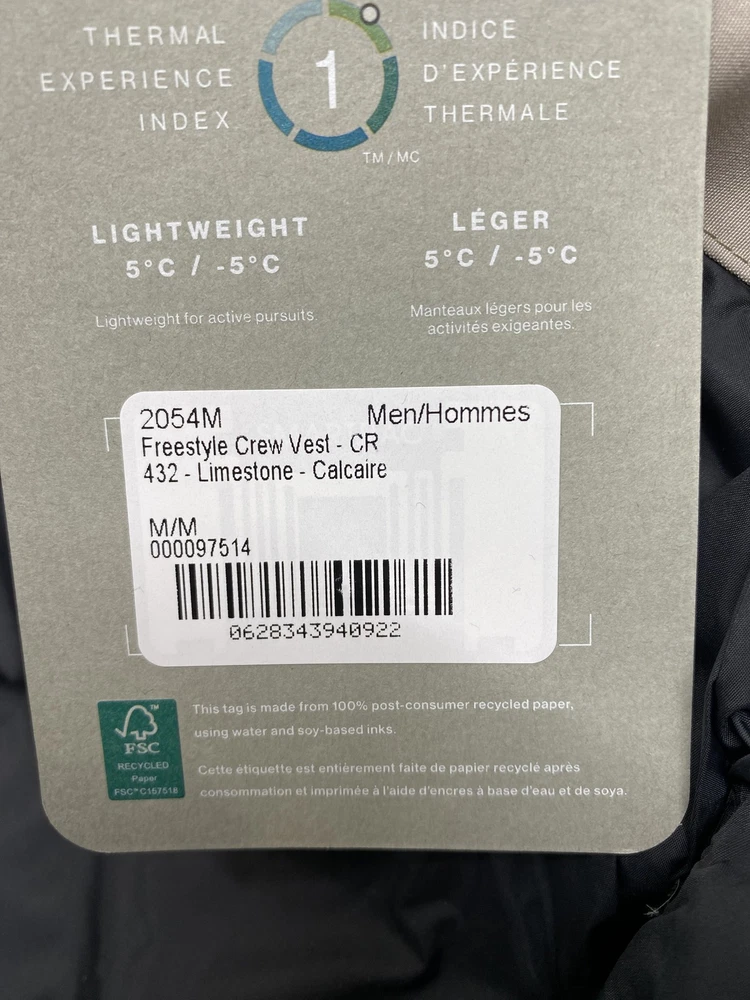 THERMAL
EXPERIENCE
INDEX
1
INDICE
D'EXPÉRIENCE
THERMALE
TM/MC
LIGHTWEIGHT
5°C / -5°C
Lightweight for active pursuits.
LÉGER
5°C / -5°C
Manteaux légers pour les
activités exigeantes.
2054M Men/Hommes
Freestyle Crew Vest - CR
432 - Limestone - Calcaire
M/M
000097514
0628343940922
FSC
RECYCLED
Paper
FSC™ C157518
This tag is made from 100% post-consumer recycled paper,
using water and soy-based inks.
Cette étiquette est entièrement faite de papier recyclé après
consommation et imprimée à l'aide d'encres à base d'eau et de soya.